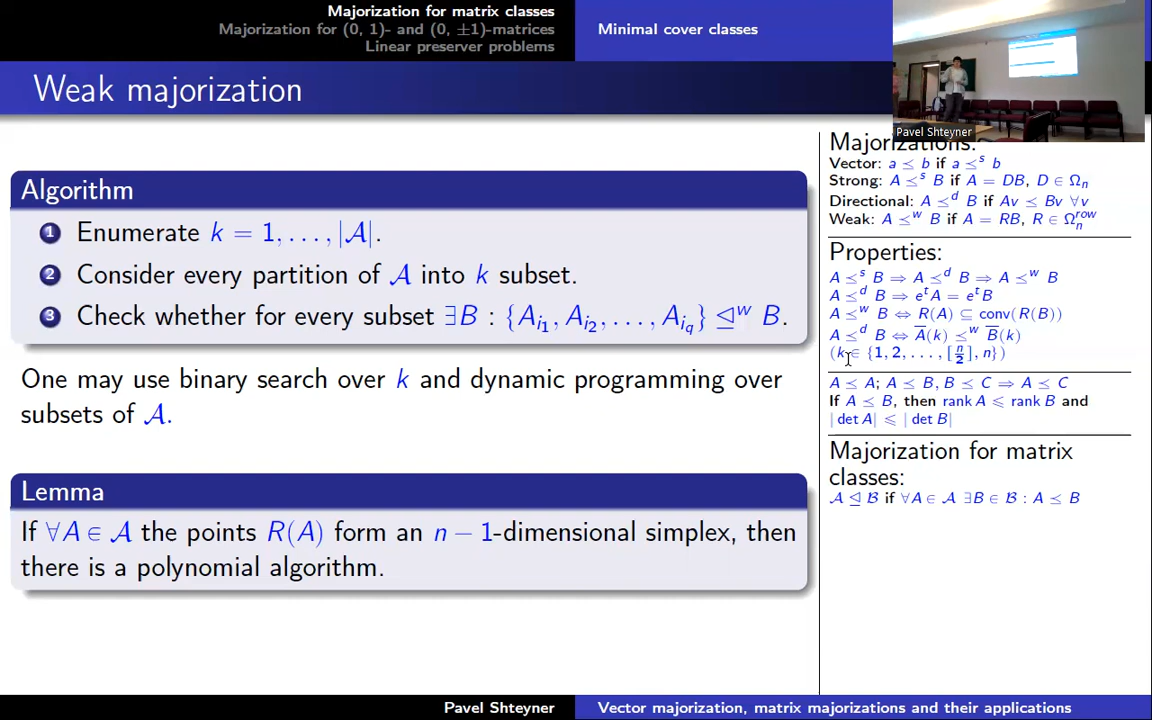 Majorization for matrix classes
Majorization for (0, 1)- and (0, ±1)-matrices
Linear preserver problems
Minimal cover classes
Weak majorization
Pavel Shteyner
Algorithm
1 Enumerate k = 1, . . . , |𝒜|.
2 Consider every partition of 𝒜 into k subset.
3 Check whether for every subset ∃B : {A_{i_1}, A_{i_2}, . . . , A_{i_q}} ⊴^w B.
One may use binary search over k and dynamic programming over
subsets of 𝒜.
Lemma
If ∀A ∈ 𝒜 the points R(A) form an n − 1-dimensional simplex, then
there is a polynomial algorithm.
Majorizations:
Vector: a ⪯ b if a ⪯^s b
Strong: A ⪯^s B if A = DB, D ∈ Ω_n
Directional: A ⪯^d B if Av ⪯ Bv ∀v
Weak: A ⪯^w B if A = RB, R ∈ Ω_n^{row}
Properties:
A ⪯^s B ⇒ A ⪯^d B ⇒ A ⪯^w B
A ⪯^d B ⇒ e^t A = e^t B
A ⪯^w B ⇔ R(A) ⊆ conv(R(B))
A ⪯^d B ⇔ A̅(k) ⪯^w B̅(k)
(k ∈ {1, 2, . . . , [n/2], n})
A ⪯ A; A ⪯ B, B ⪯ C ⇒ A ⪯ C
If A ⪯ B, then rank A ⩽ rank B and
| det A| ⩽ | det B|
Majorization for matrix
classes:
𝒜 ⊴ ℬ if ∀A ∈ 𝒜 ∃B ∈ ℬ : A ⪯ B
Pavel Shteyner
Vector majorization, matrix majorizations and their applications